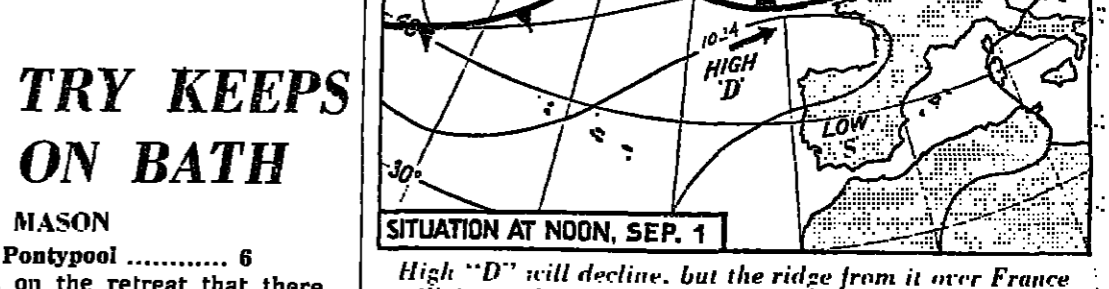 TRY KEEPS
ON BATH
MASON
Pontypool ............ 6
on the retreat that there
50°
1024
HIGH
'D'
LOW
'S'
30°
SITUATION AT NOON, SEP. 1
High "D" will decline, but the ridge from it over France